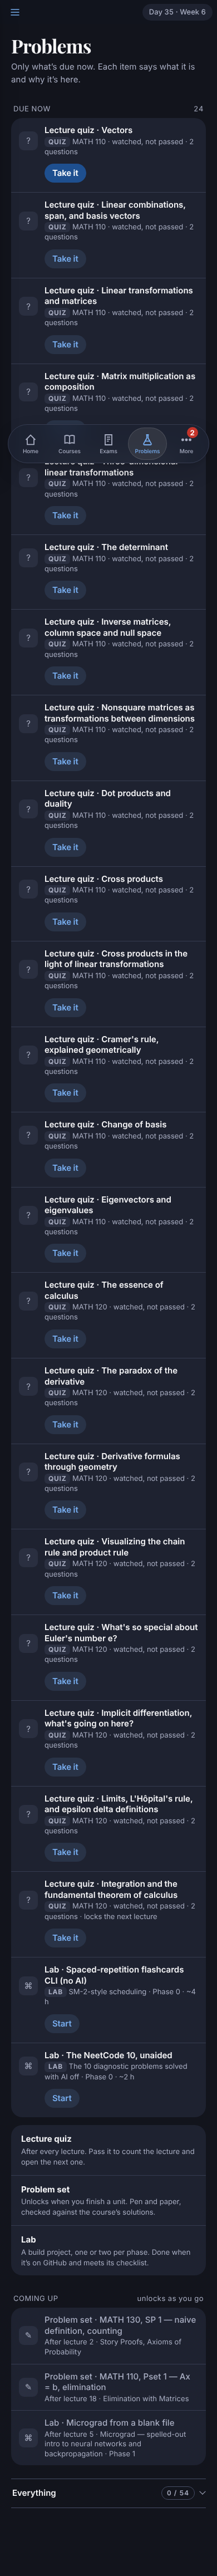 Day 35 · Week 6
Problems
Only what's due now. Each item says what it is
and why it's here.
DUE NOW 24
Lecture quiz · Vectors
QUIZ MATH 110 · watched, not passed · 2
questions
Take it
Lecture quiz · Linear combinations,
span, and basis vectors
QUIZ MATH 110 · watched, not passed · 2
questions
Take it
Lecture quiz · Linear transformations
and matrices
QUIZ MATH 110 · watched, not passed · 2
questions
Take it
Lecture quiz · Matrix multiplication as
composition
QUIZ MATH 110 · watched, not passed · 2
questions
Home Courses Exams Problems More 2
linear transformations
QUIZ MATH 110 · watched, not passed · 2
questions
Take it
Lecture quiz · The determinant
QUIZ MATH 110 · watched, not passed · 2
questions
Take it
Lecture quiz · Inverse matrices,
column space and null space
QUIZ MATH 110 · watched, not passed · 2
questions
Take it
Lecture quiz · Nonsquare matrices as
transformations between dimensions
QUIZ MATH 110 · watched, not passed · 2
questions
Take it
Lecture quiz · Dot products and
duality
QUIZ MATH 110 · watched, not passed · 2
questions
Take it
Lecture quiz · Cross products
QUIZ MATH 110 · watched, not passed · 2
questions
Take it
Lecture quiz · Cross products in the
light of linear transformations
QUIZ MATH 110 · watched, not passed · 2
questions
Take it
Lecture quiz · Cramer's rule,
explained geometrically
QUIZ MATH 110 · watched, not passed · 2
questions
Take it
Lecture quiz · Change of basis
QUIZ MATH 110 · watched, not passed · 2
questions
Take it
Lecture quiz · Eigenvectors and
eigenvalues
QUIZ MATH 110 · watched, not passed · 2
questions
Take it
Lecture quiz · The essence of
calculus
QUIZ MATH 120 · watched, not passed · 2
questions
Take it
Lecture quiz · The paradox of the
derivative
QUIZ MATH 120 · watched, not passed · 2
questions
Take it
Lecture quiz · Derivative formulas
through geometry
QUIZ MATH 120 · watched, not passed · 2
questions
Take it
Lecture quiz · Visualizing the chain
rule and product rule
QUIZ MATH 120 · watched, not passed · 2
questions
Take it
Lecture quiz · What's so special about
Euler's number e?
QUIZ MATH 120 · watched, not passed · 2
questions
Take it
Lecture quiz · Implicit differentiation,
what's going on here?
QUIZ MATH 120 · watched, not passed · 2
questions
Take it
Lecture quiz · Limits, L'Hôpital's rule,
and epsilon delta definitions
QUIZ MATH 120 · watched, not passed · 2
questions
Take it
Lecture quiz · Integration and the
fundamental theorem of calculus
QUIZ MATH 120 · watched, not passed · 2
questions · locks the next lecture
Take it
Lab · Spaced-repetition flashcards
CLI (no AI)
LAB SM-2-style scheduling · Phase 0 · ~4
h
Start
Lab · The NeetCode 10, unaided
LAB The 10 diagnostic problems solved
with AI off · Phase 0 · ~2 h
Start
Lecture quiz
After every lecture. Pass it to count the lecture and
open the next one.
Problem set
Unlocks when you finish a unit. Pen and paper,
checked against the course's solutions.
Lab
A build project, one or two per phase. Done when
it's on GitHub and meets its checklist.
COMING UP unlocks as you go
Problem set · MATH 130, SP 1 — naive
definition, counting
After lecture 2 · Story Proofs, Axioms of
Probability
Problem set · MATH 110, Pset 1 — Ax
= b, elimination
After lecture 18 · Elimination with Matrices
Lab · Micrograd from a blank file
After lecture 5 · Micrograd — spelled-out
intro to neural networks and
backpropagation · Phase 1
Everything 0 / 54